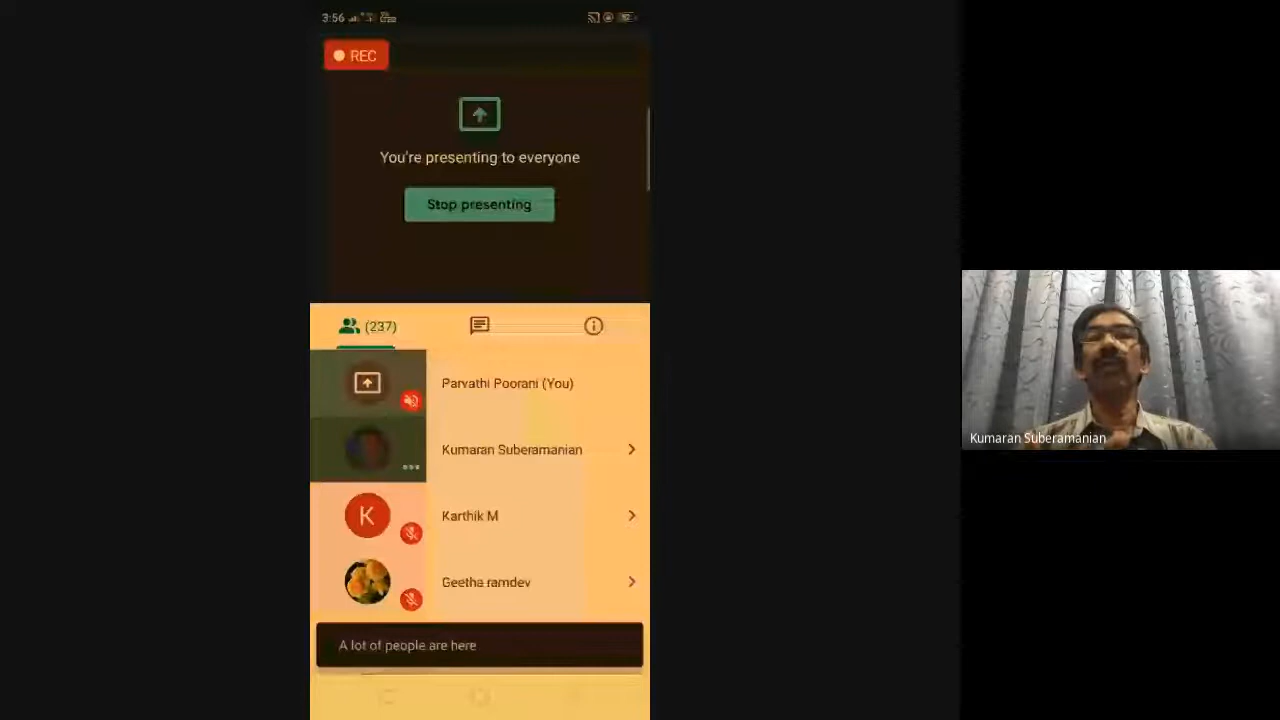 3:56
REC
You're presenting to everyone
Stop presenting
(237)
Parvathi Poorani (You)
Kumaran Suberamanian
K
Karthik M
Geetha ramdev
A lot of people are here
Kumaran Suberamanian